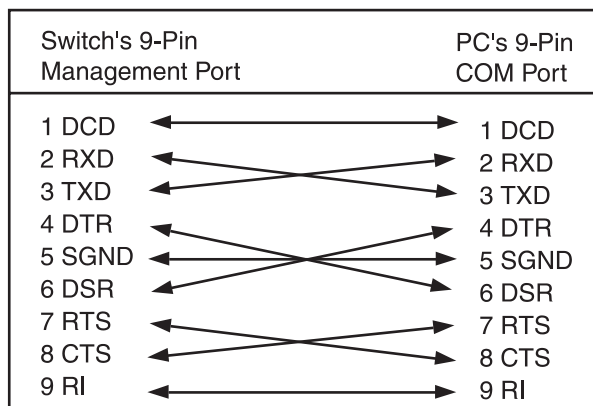 Switch's 9-Pin
Management Port
PC's 9-Pin
COM Port
1 DCD
2 RXD
3 TXD
4 DTR
5 SGND
6 DSR
7 RTS
8 CTS
9 RI
1 DCD
2 RXD
3 TXD
4 DTR
5 SGND
6 DSR
7 RTS
8 CTS
9 RI